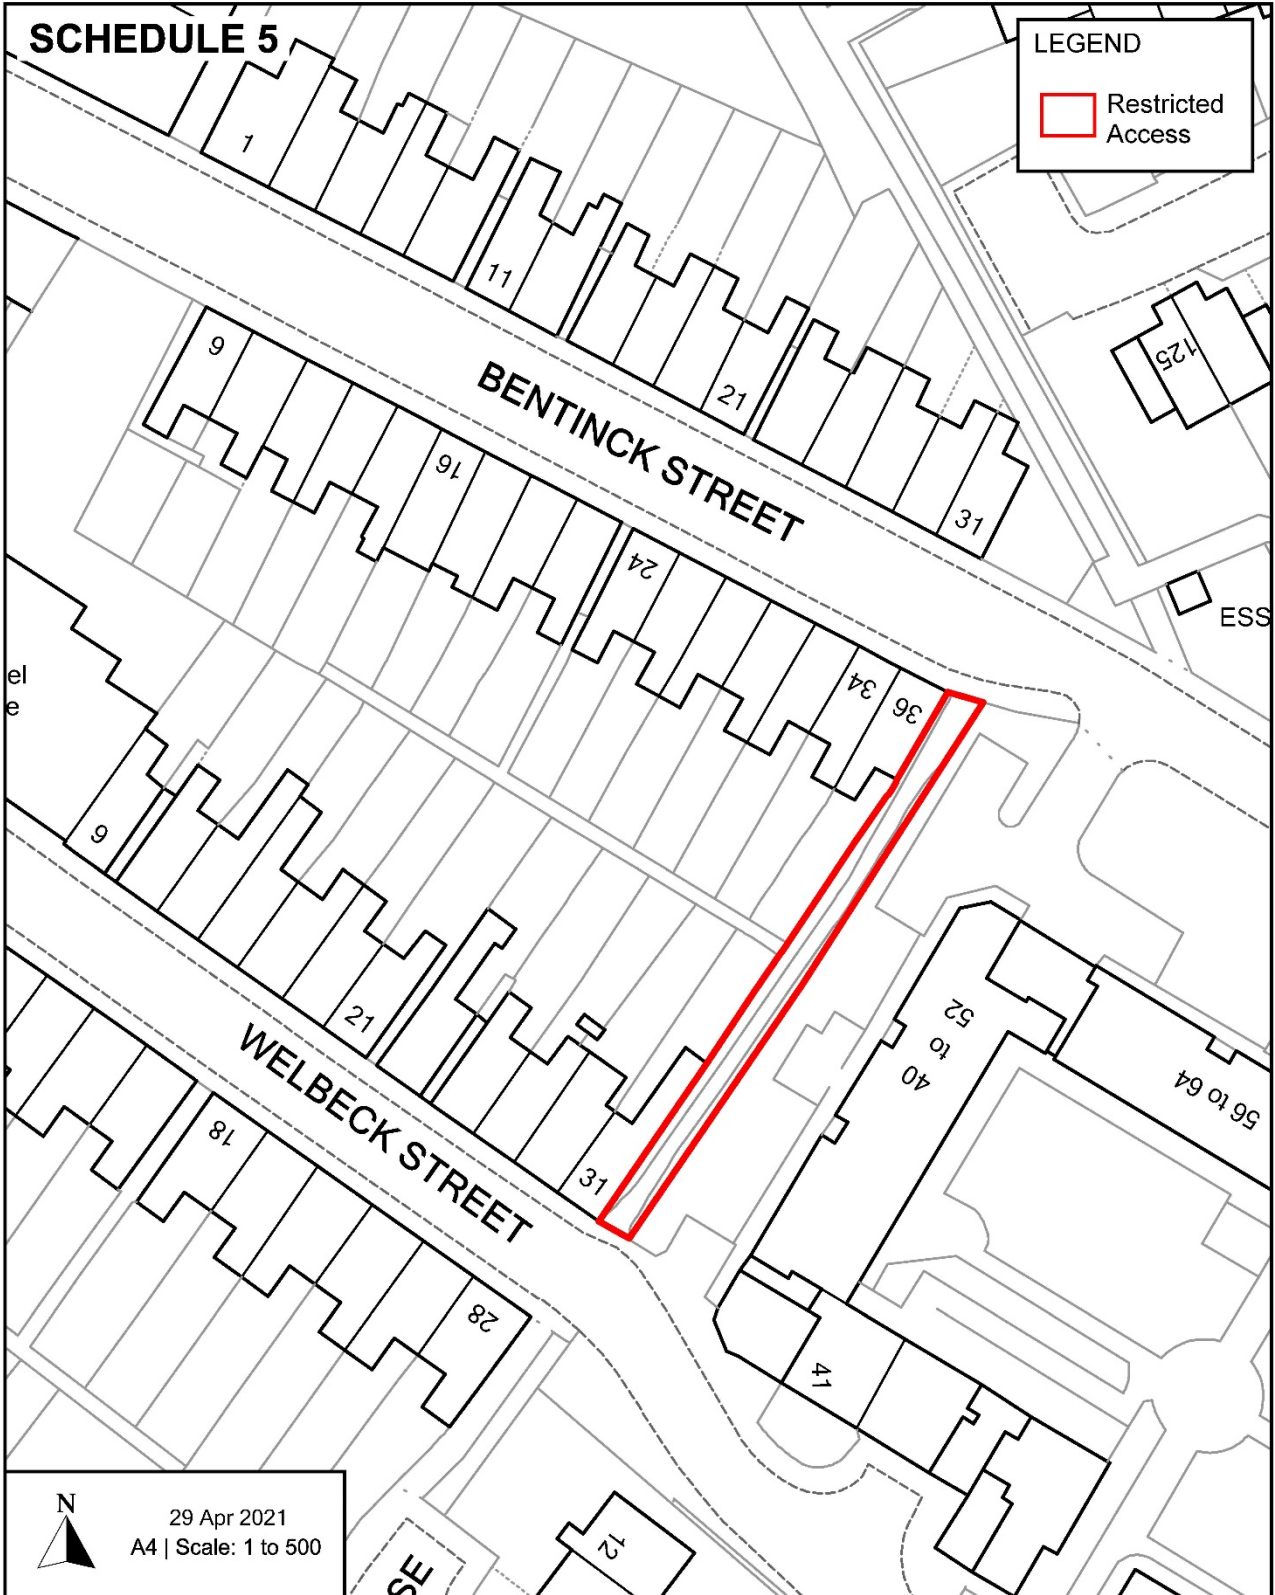 SCHEDULE 5
LEGEND
Restricted
Access
1
11
21
31
125
ESS
BENTINCK STREET
9
16
24
34
36
el
e
9
21
31
WELBECK STREET
18
28
52
to
40
56 to 64
41
12
SE
N
29 Apr 2021
A4 | Scale: 1 to 500